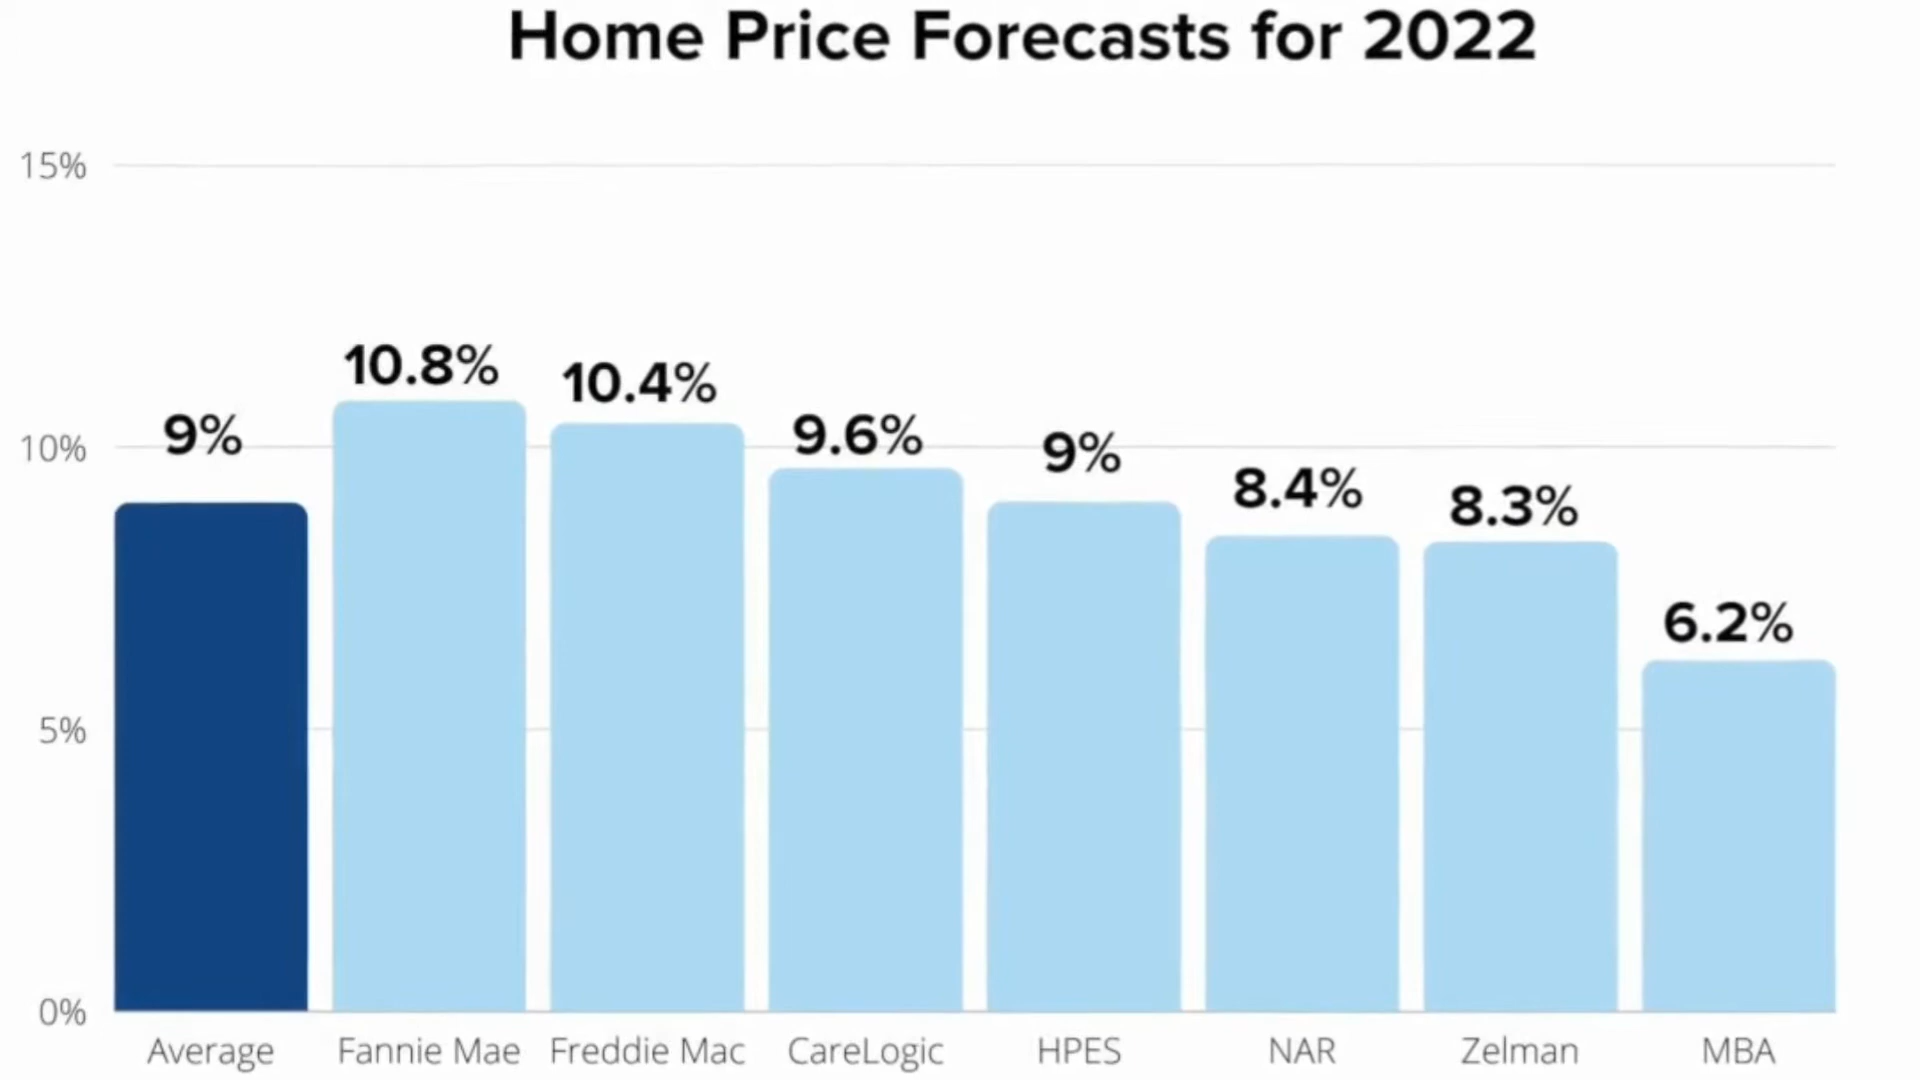 Home Price Forecasts for 2022
15%
10%
5%
0%
9%
10.8%
10.4%
9.6%
9%
8.4%
8.3%
6.2%
Average
Fannie Mae
Freddie Mac
CareLogic
HPES
NAR
Zelman
MBA